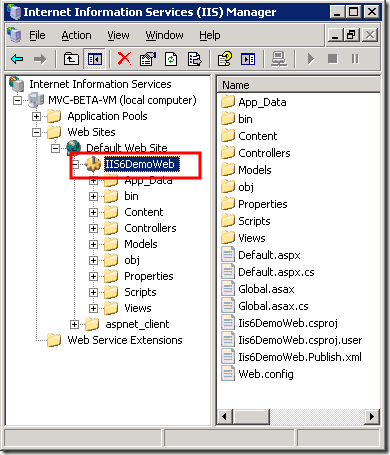 Internet Information Services (IIS) Manager
File Action View Window Help
Internet Information Services
MVC-BETA-VM (local computer)
Application Pools
Web Sites
Default Web Site
IIS6DemoWeb
App_Data
bin
Content
Controllers
Models
obj
Properties
Scripts
Views
aspnet_client
Web Service Extensions
Name
App_Data
bin
Content
Controllers
Models
obj
Properties
Scripts
Views
Default.aspx
Default.aspx.cs
Global.asax
Global.asax.cs
Iis6DemoWeb.csproj
Iis6DemoWeb.csproj.user
Iis6DemoWeb.Publish.xml
Web.config